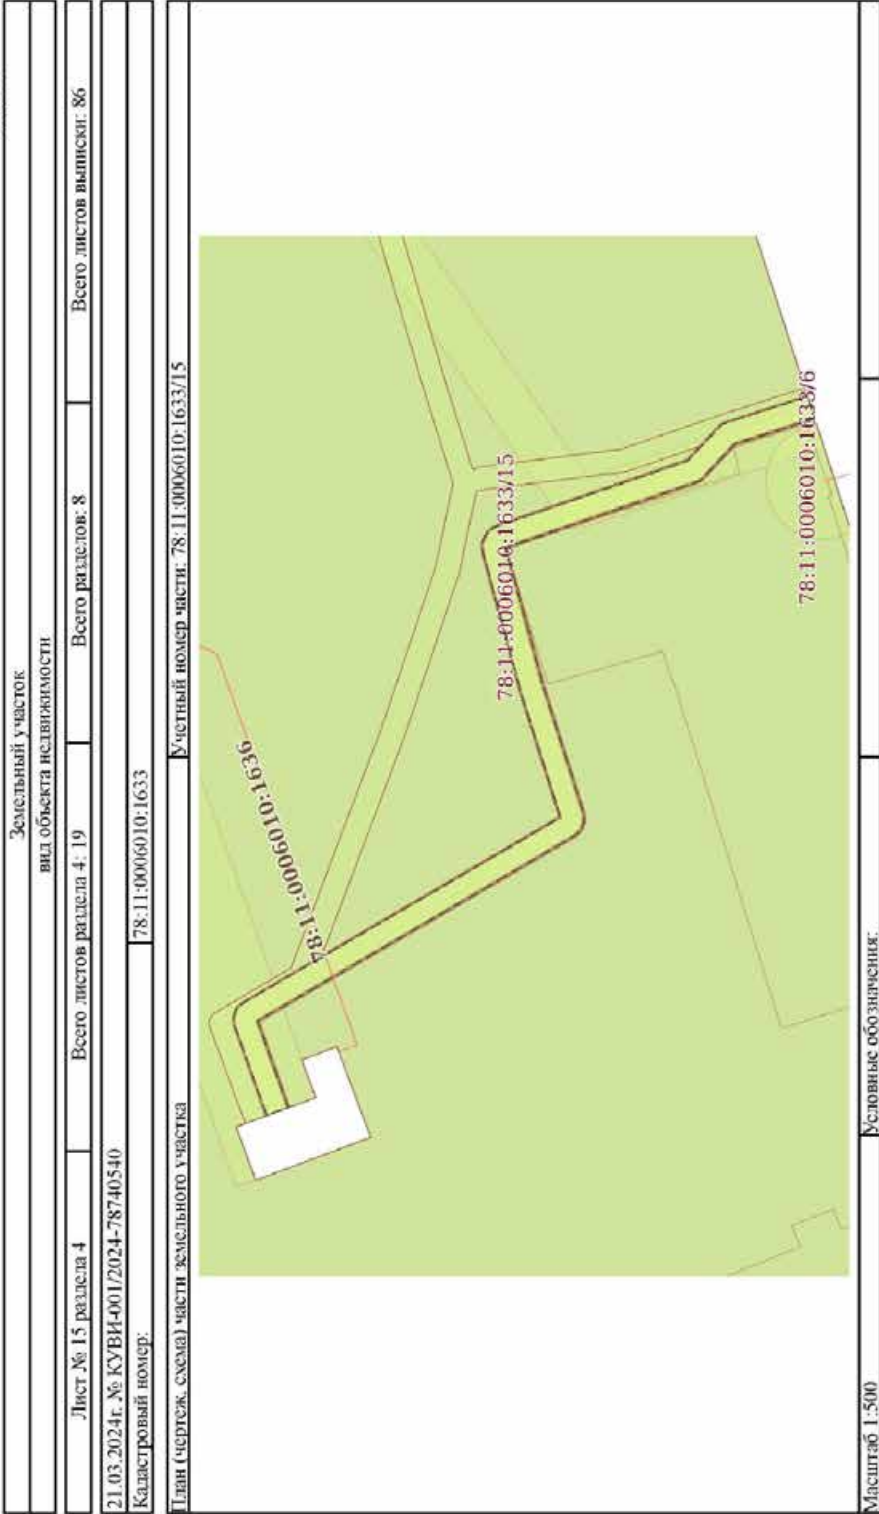 Земельный участок
вид объекта недвижимости
Лист № 15 раздела 4 Всего листов раздела 4: 19 Всего разделов: 8 Всего листов выписки: 86
21.03.2024г. № КУВИ-001/2024-78740540
Кадастровый номер: 78:11:0006010:1633
План (чертеж, схема) части земельного участка Учетный номер части: 78:11:0006010:1633/15
78:11:0006010:1636
78:11:0006010:1633/15
78:11:0006010:1633/6
Масштаб 1:500 Условные обозначения: